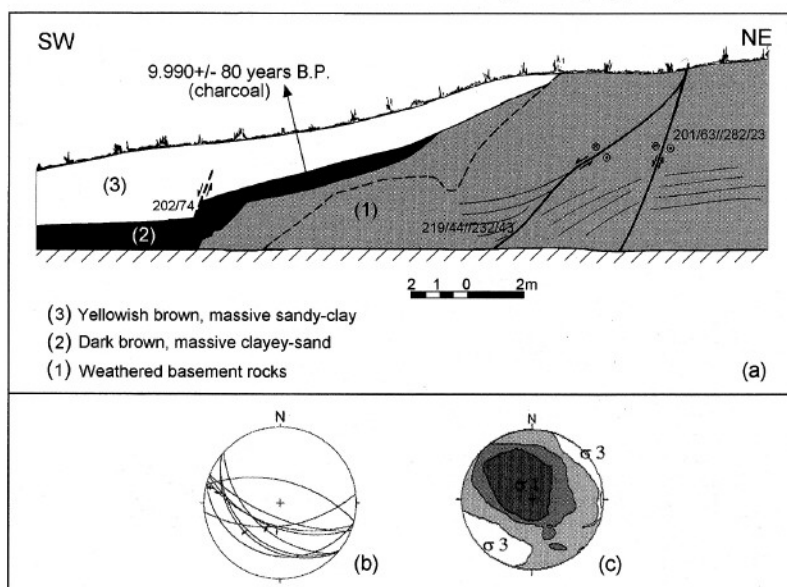 SW
NE
9.990+/- 80 years B.P.
(charcoal)
201/63//282/23
(3)
202/74
(1)
219/44//232/43
(2)
2 1 0 2m
(3) Yellowish brown, massive sandy-clay
(2) Dark brown, massive clayey-sand
(1) Weathered basement rocks
(a)
N
N
σ 3
σ 1
σ 3
(b)
(c)